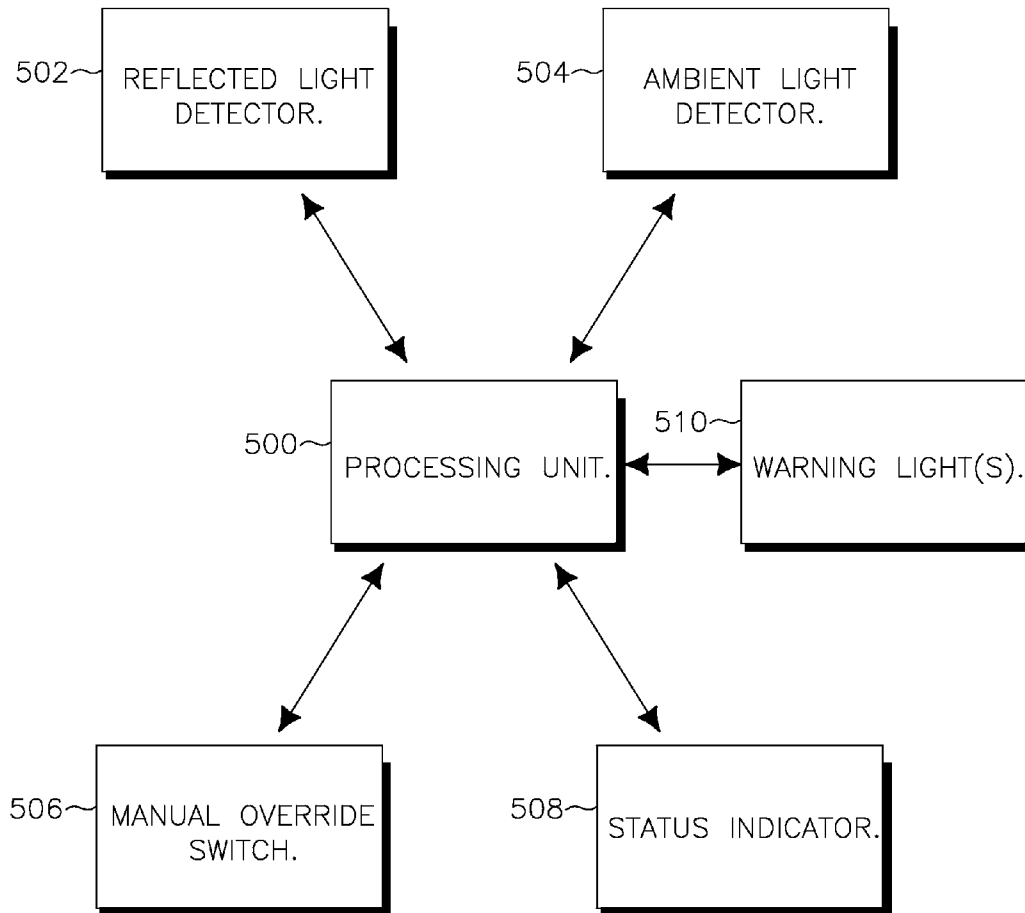 502
REFLECTED LIGHT
DETECTOR.
504
AMBIENT LIGHT
DETECTOR.
500
PROCESSING UNIT.
510
WARNING LIGHT(S).
506
MANUAL OVERRIDE
SWITCH.
508
STATUS INDICATOR.